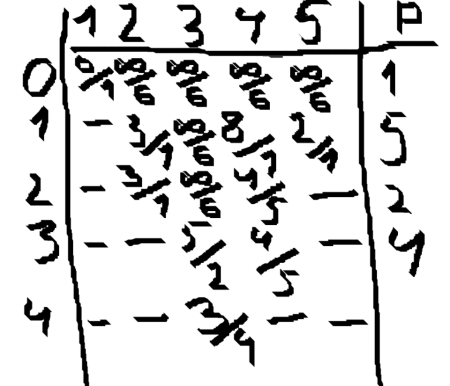 1 2 3 4 5 P
0 0/1 ∞/6 ∞/6 ∞/6 ∞/6 1
1 - 3/1 ∞/6 8/1 2/1 5
2 - 3/1 ∞/6 4/5 - 2
3 - - 5/2 4/5 - 4
4 - - 3/4 - -